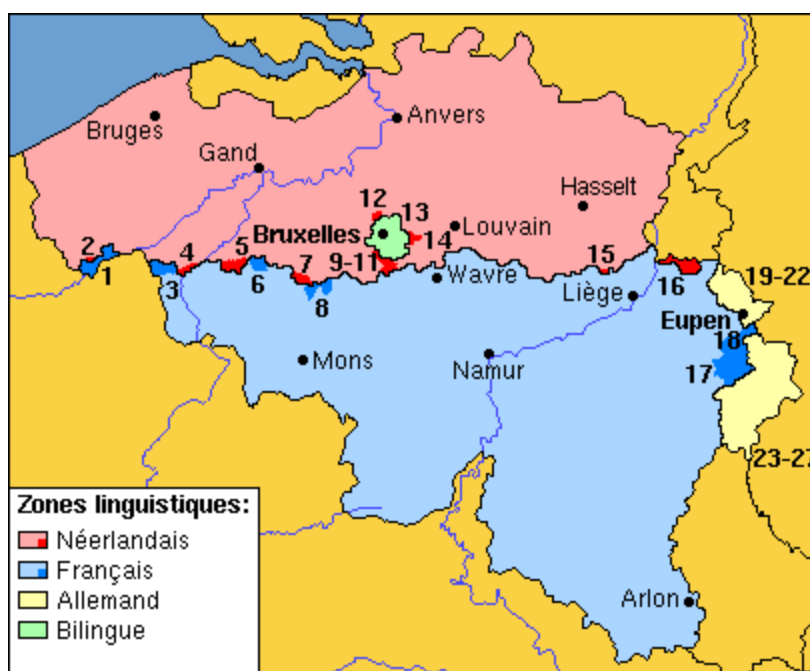 Bruges
Anvers
Gand
Hasselt
12
13
Bruxelles
Louvain
14
2
1
3
4
5
6
7
8
9-11
Wavre
15
16
19-22
Liège
Eupen
18
17
Mons
Namur
23-27
Arlon
Zones linguistiques:
Néerlandais
Français
Allemand
Bilingue